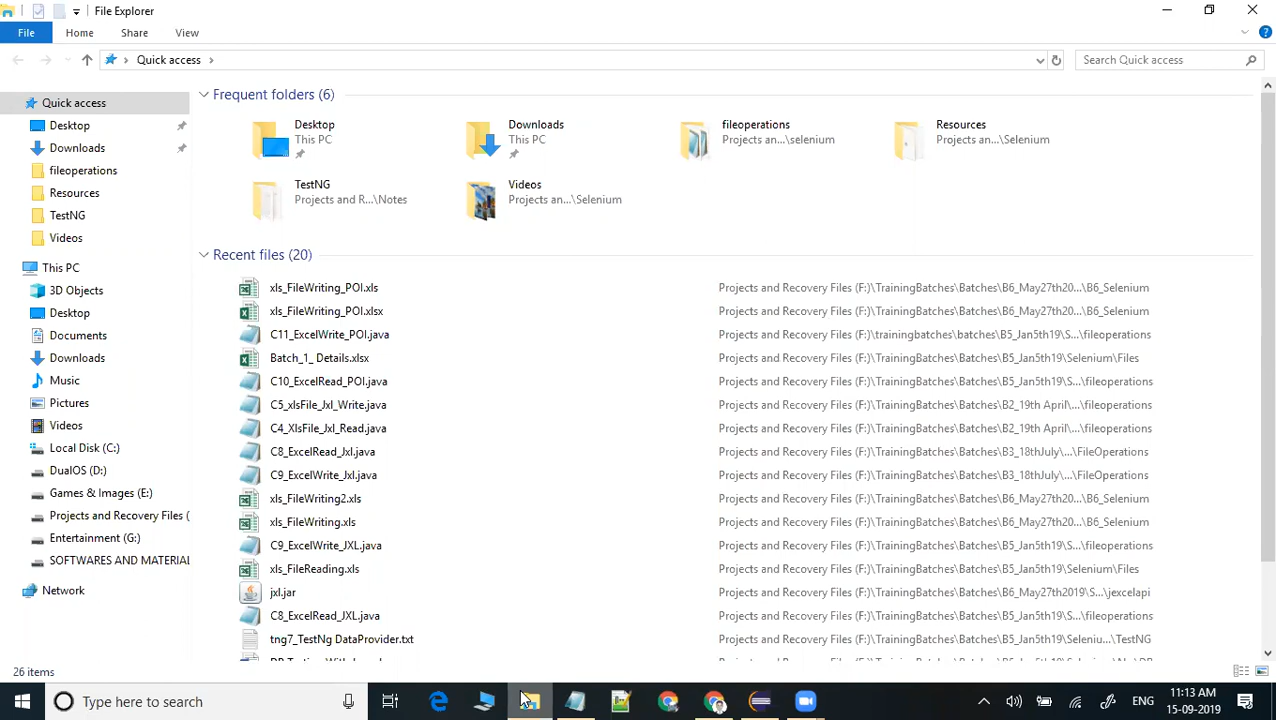 File Explorer
File Home Share View
Quick access
Search Quick access
Quick access
Desktop
Downloads
fileoperations
Resources
TestNG
Videos
This PC
3D Objects
Desktop
Documents
Downloads
Music
Pictures
Videos
Local Disk (C:)
DualOS (D:)
Games & Images (E:)
Projects and Recovery Files (
Entertainment (G:)
SOFTWARES AND MATERIAL
Network
Frequent folders (6)
Desktop
This PC
Downloads
This PC
fileoperations
Projects an...\selenium
Resources
Projects an...\Selenium
TestNG
Projects and R...\Notes
Videos
Projects an...\Selenium
Recent files (20)
xls_FileWriting_POI.xls Projects and Recovery Files (F:)\TrainingBatches\Batches\B6_May27th20...\B6_Selenium
xls_FileWriting_POI.xlsx Projects and Recovery Files (F:)\TrainingBatches\Batches\B6_May27th20...\B6_Selenium
C11_ExcelWrite_POI.java Projects and Recovery Files (F:)\trainingbatches\batches\B5_Jan5th19\S...\fileoperations
Batch_1_ Details.xlsx Projects and Recovery Files (F:)\TrainingBatches\Batches\B5_Jan5th19\Selenium\Files
C10_ExcelRead_POI.java Projects and Recovery Files (F:)\TrainingBatches\Batches\B5_Jan5th19\S...\fileoperations
C5_xlsFile_Jxl_Write.java Projects and Recovery Files (F:)\TrainingBatches\Batches\B2_19th April\...\fileoperations
C4_XlsFile_Jxl_Read.java Projects and Recovery Files (F:)\TrainingBatches\Batches\B2_19th April\...\fileoperations
C8_ExcelRead_Jxl.java Projects and Recovery Files (F:)\TrainingBatches\Batches\B3_18thJuly\...\FileOperations
C9_ExcelWrite_Jxl.java Projects and Recovery Files (F:)\TrainingBatches\Batches\B3_18thJuly\...\FileOperations
xls_FileWriting2.xls Projects and Recovery Files (F:)\TrainingBatches\Batches\B6_May27th20...\B6_Selenium
xls_FileWriting.xls Projects and Recovery Files (F:)\TrainingBatches\Batches\B6_May27th20...\B6_Selenium
C9_ExcelWrite_JXL.java Projects and Recovery Files (F:)\TrainingBatches\Batches\B5_Jan5th19\S...\fileoperations
xls_FileReading.xls Projects and Recovery Files (F:)\TrainingBatches\Batches\B5_Jan5th19\Selenium\Files
jxl.jar Projects and Recovery Files (F:)\TrainingBatches\Batches\B6_May27th2019\S...\jexcelapi
C8_ExcelRead_JXL.java Projects and Recovery Files (F:)\TrainingBatches\Batches\B5_Jan5th19\S...\fileoperations
tng7_TestNg DataProvider.txt Projects and Recovery Files (F:)\TrainingBatches\Batches\B5_Jan5th19\Seleniu...\TestNG
26 items
Type here to search
ENG
11:13 AM
15-09-2019